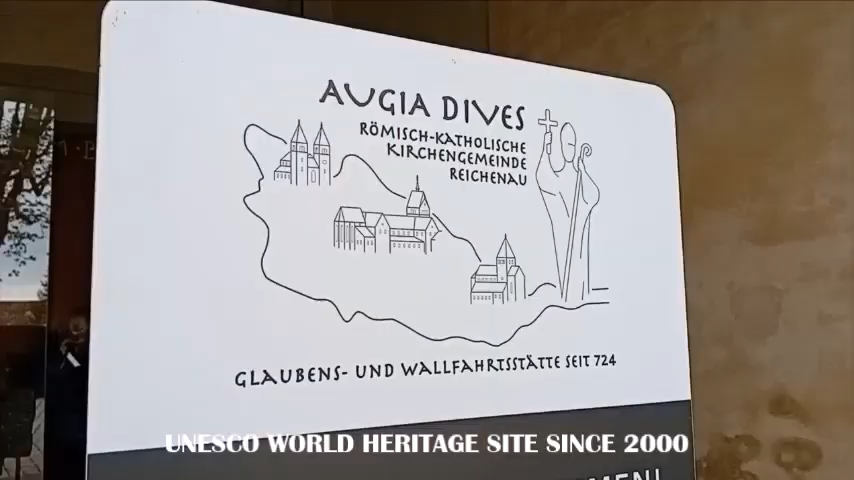 AUGIA DIVES
RÖMISCH-KATHOLISCHE
KIRCHENGEMEINDE
REICHENAU
GLAUBENS- UND WALLFAHRTSSTÄTTE SEIT 724
UNESCO WORLD HERITAGE SITE SINCE 2000